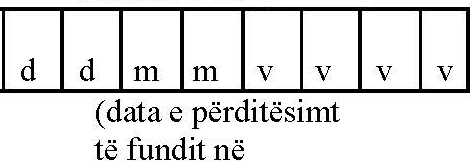 d d m m v v v v
(data e përditësimt
të fundit në